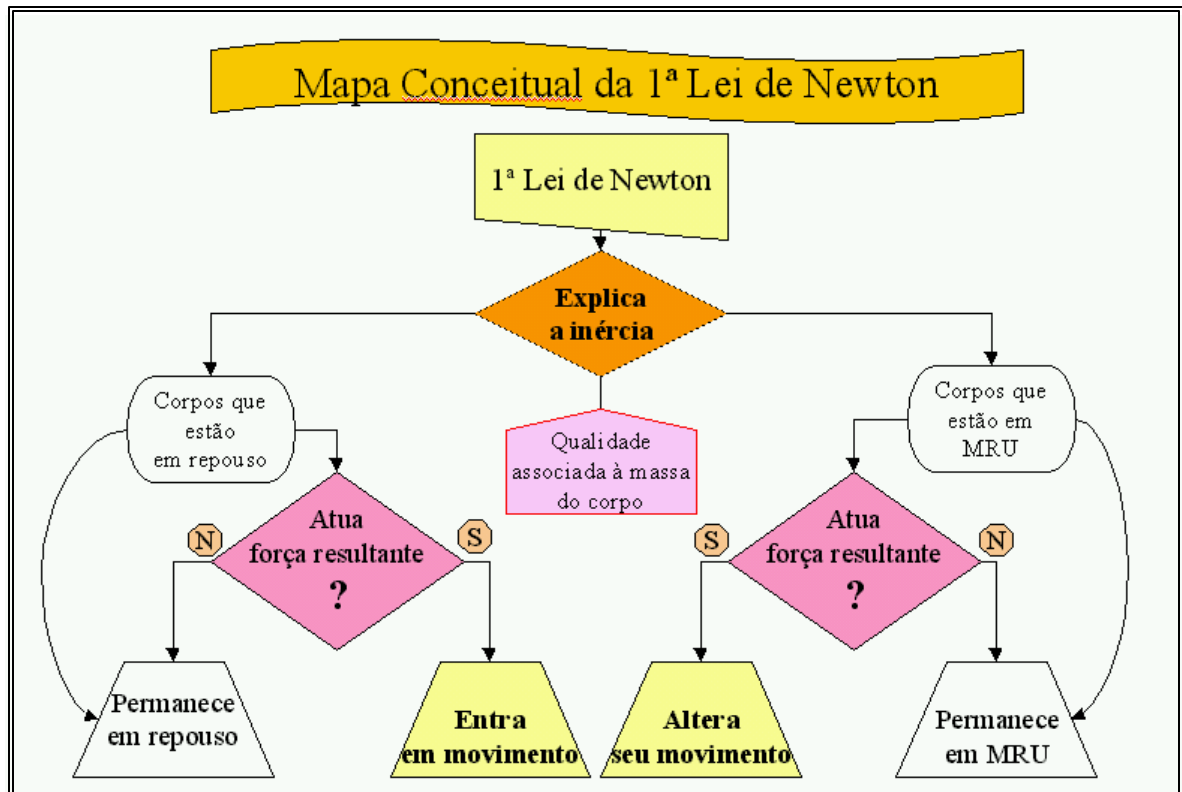 Mapa Conceitual da 1ª Lei de Newton
1ª Lei de Newton
Explica
a inércia
Corpos que
estão
em repouso
Qualidade
associada à massa
do corpo
Corpos que
estão em
MRU
N
Atua
força resultante
?
S
S
Atua
força resultante
?
N
Permanece
em repouso
Entra
em movimento
Altera
seu movimento
Permanece
em MRU